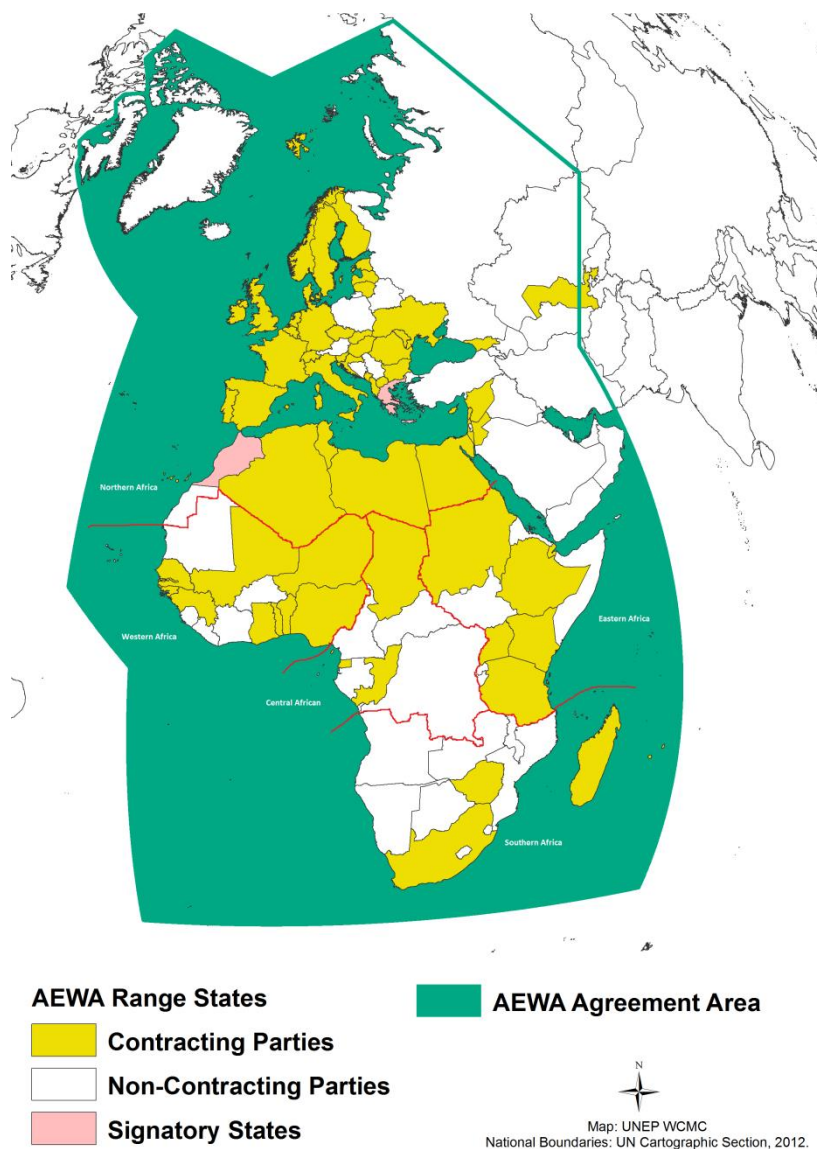 Northern Africa
Western Africa
Eastern Africa
Central African
Southern Africa
AEWA Range States
AEWA Agreement Area
Contracting Parties
Non-Contracting Parties
Signatory States
N
Map: UNEP WCMC
National Boundaries: UN Cartographic Section, 2012.